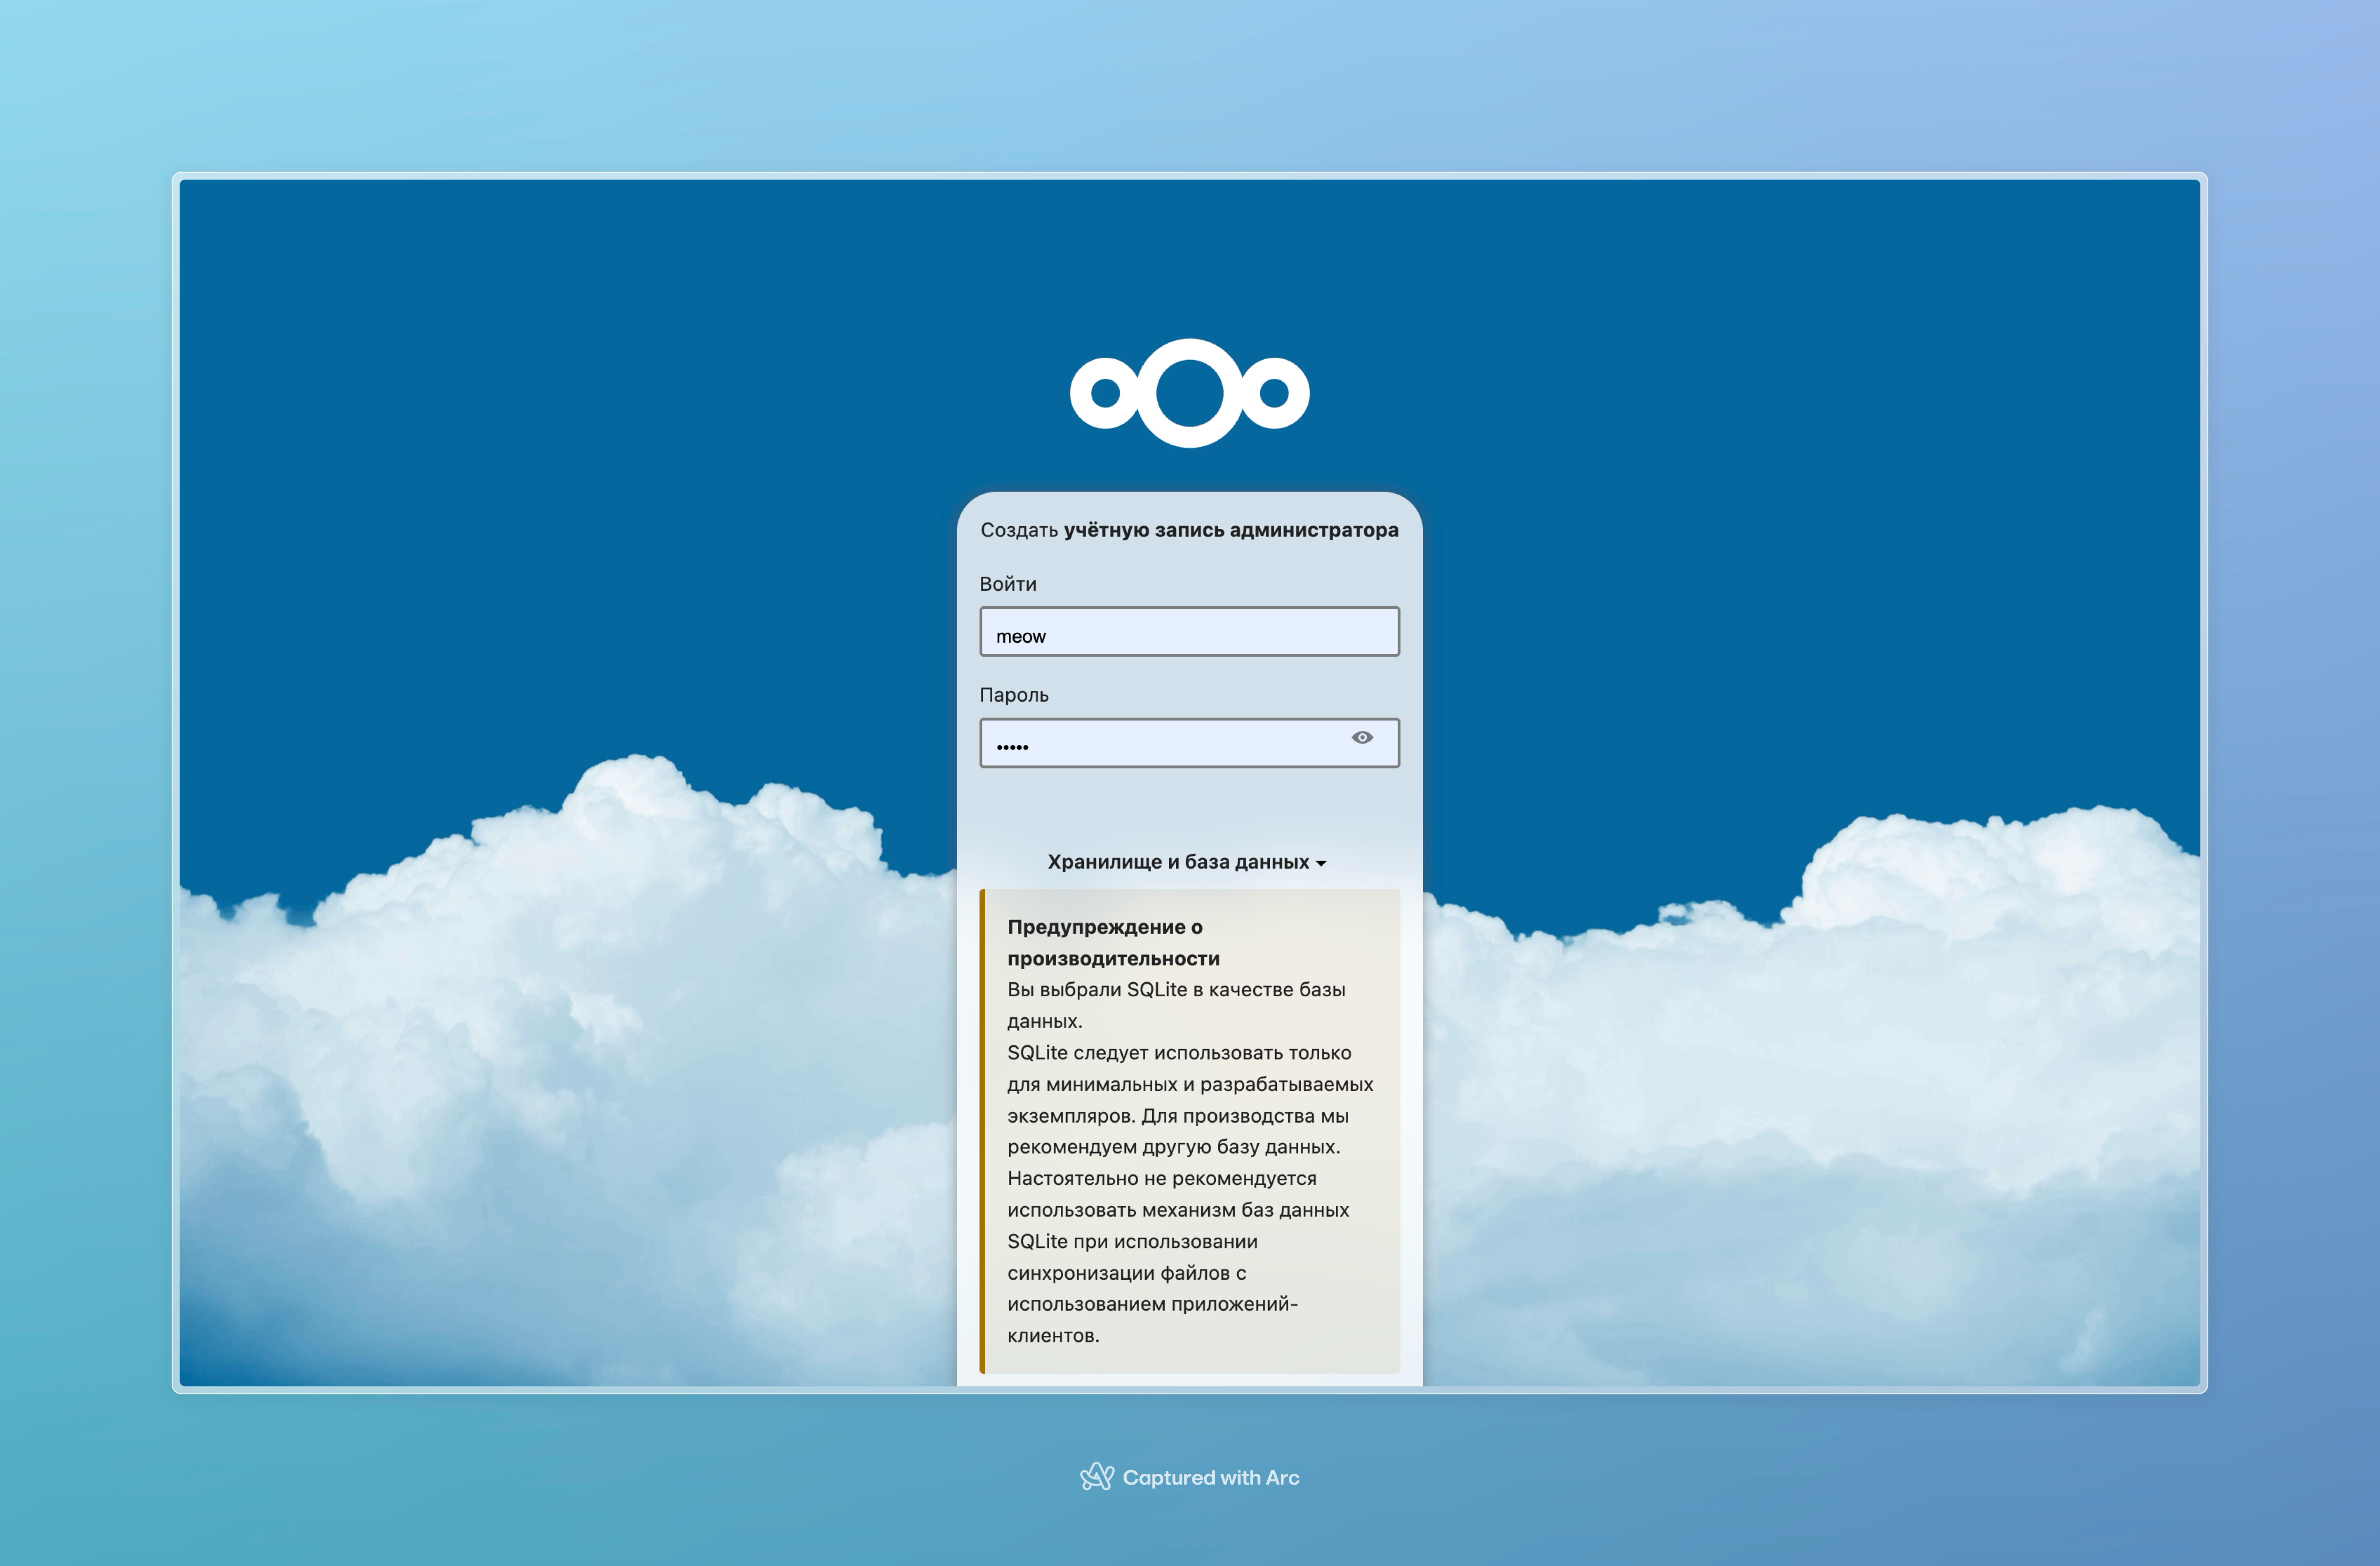 Создать учётную запись администратора
Войти
meow
Пароль
•••••
Хранилище и база данных
Предупреждение о
производительности
Вы выбрали SQLite в качестве базы
данных.
SQLite следует использовать только
для минимальных и разрабатываемых
экземпляров. Для производства мы
рекомендуем другую базу данных.
Настоятельно не рекомендуется
использовать механизм баз данных
SQLite при использовании
синхронизации файлов с
использованием приложений-
клиентов.
Captured with Arc